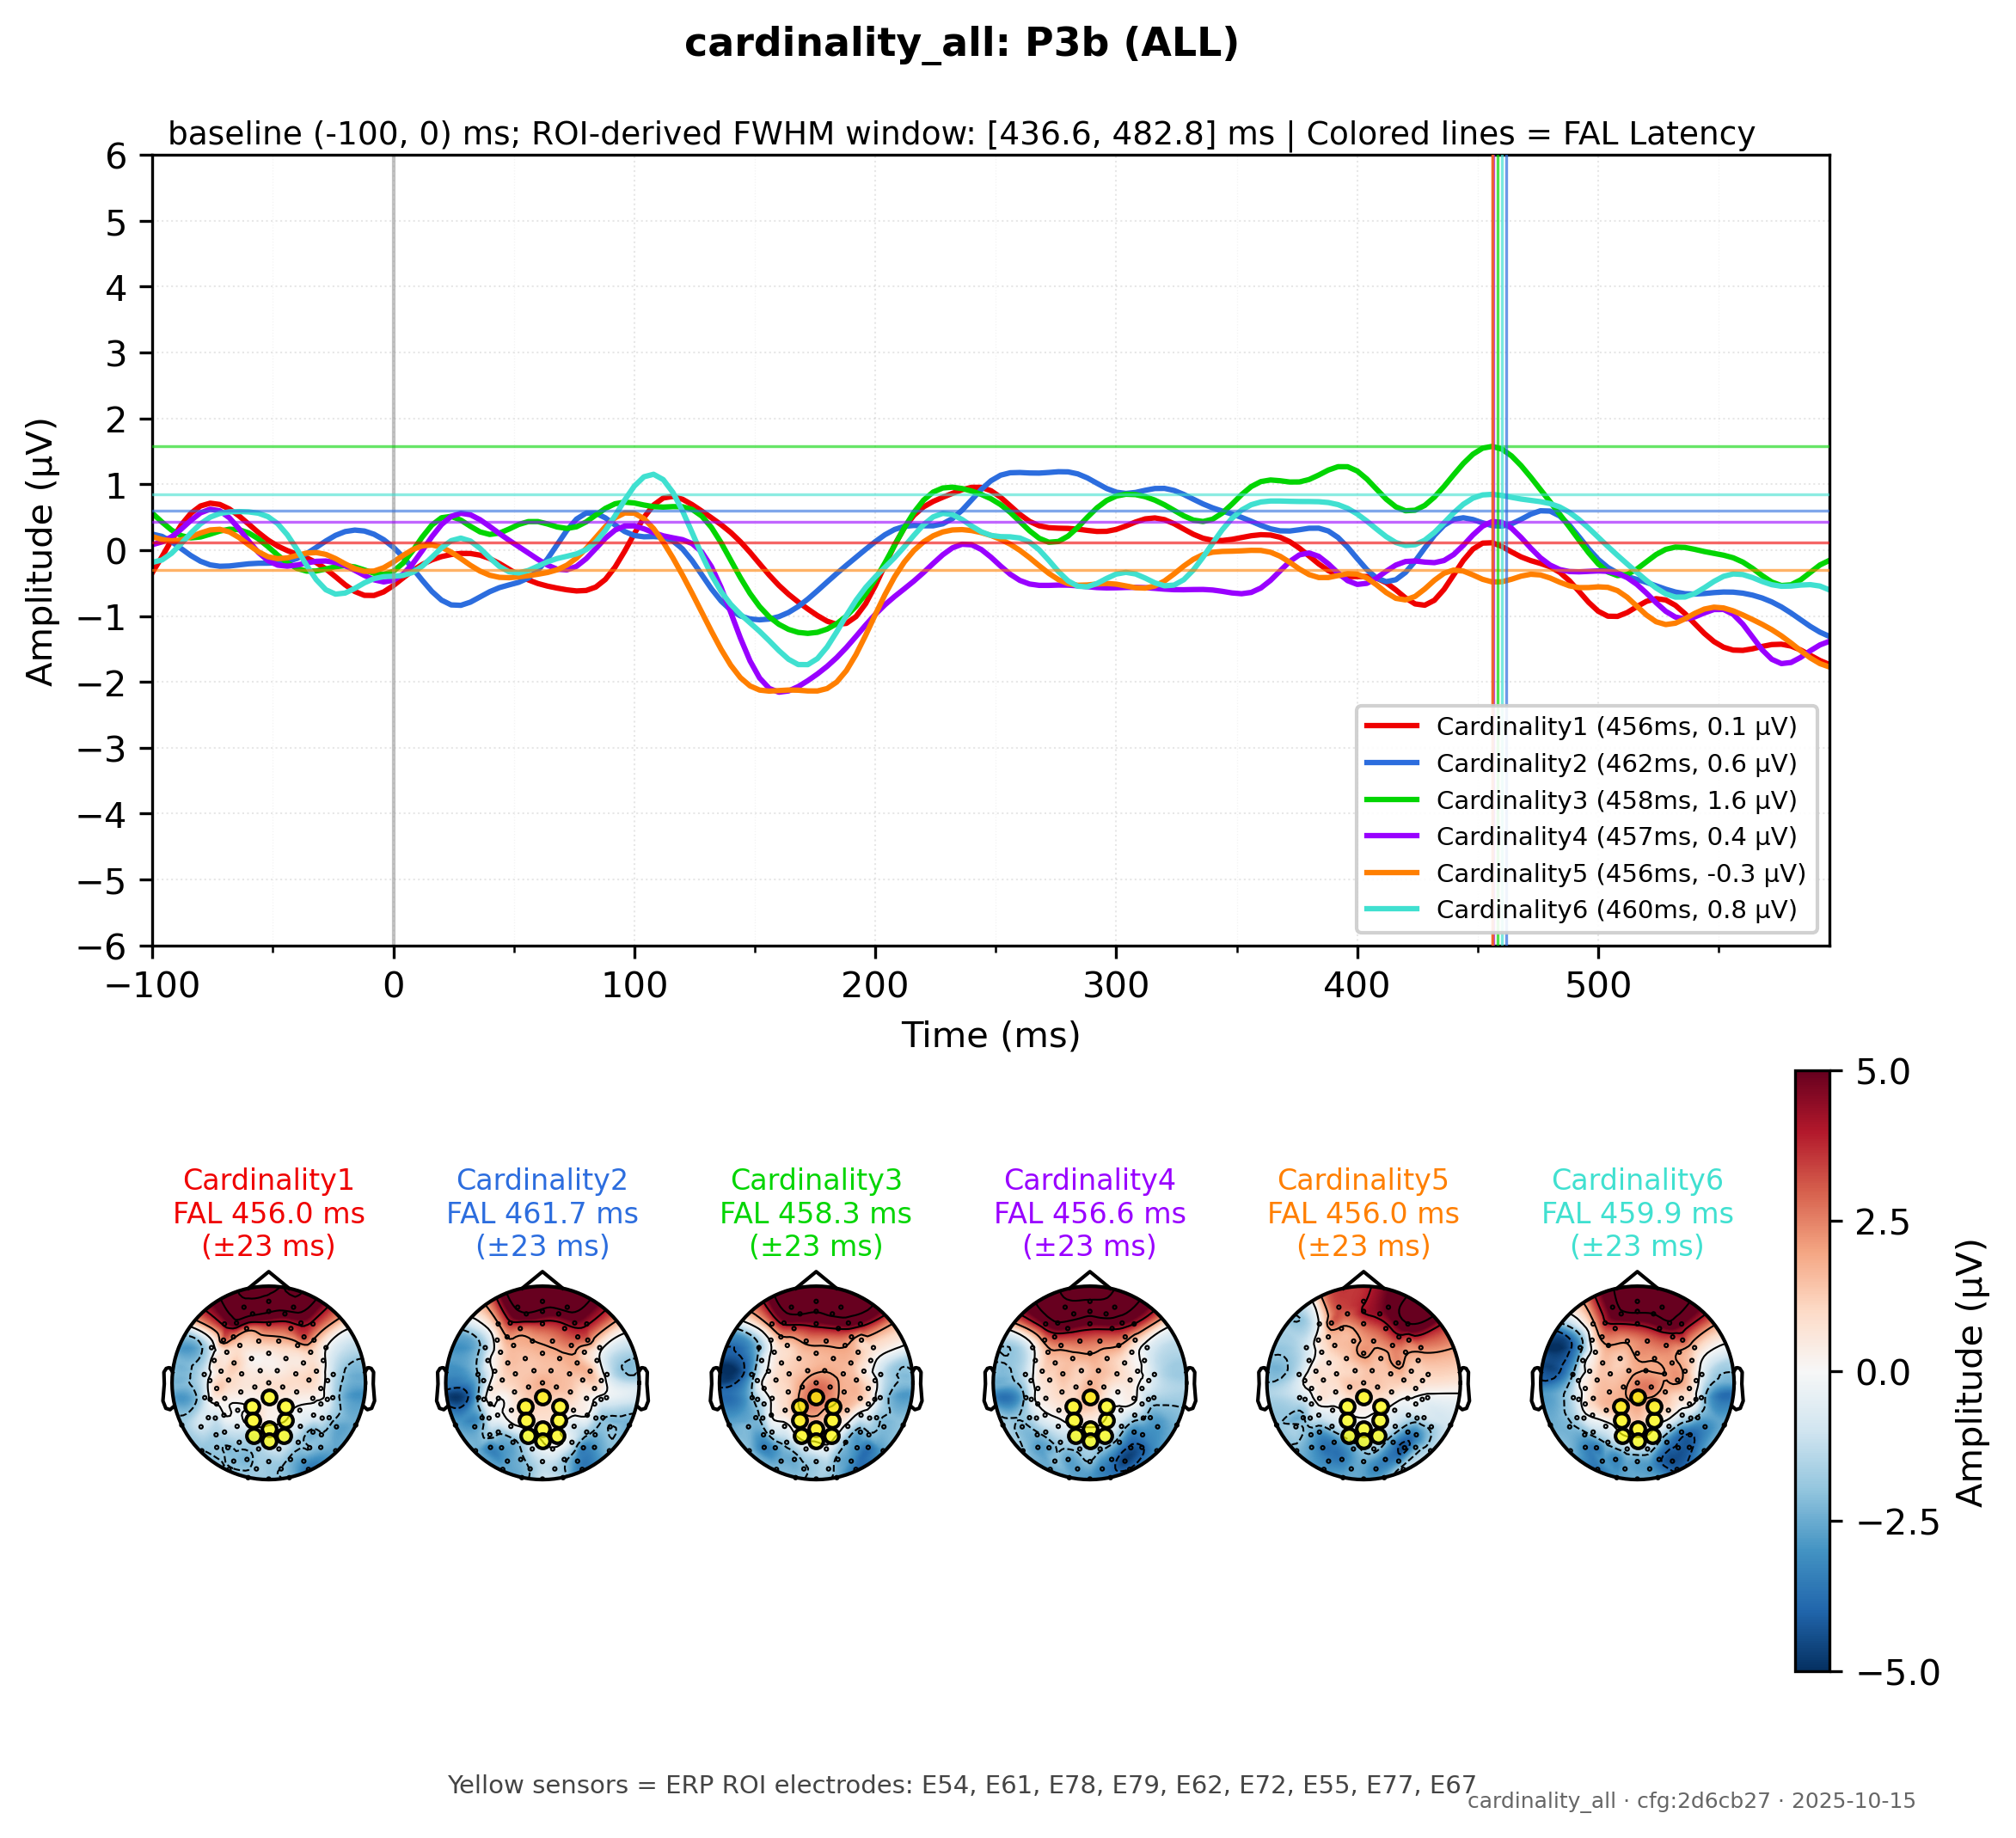 cardinality_all: P3b (ALL)
baseline (-100, 0) ms; ROI-derived FWHM window: [436.6, 482.8] ms | Colored lines = FAL Latency
Amplitude (µV)
6
5
4
3
2
1
0
−1
−2
−3
−4
−5
−6
Cardinality1 (456ms, 0.1 µV)
Cardinality2 (462ms, 0.6 µV)
Cardinality3 (458ms, 1.6 µV)
Cardinality4 (457ms, 0.4 µV)
Cardinality5 (456ms, -0.3 µV)
Cardinality6 (460ms, 0.8 µV)
−100 0 100 200 300 400 500
Time (ms)
Cardinality1
FAL 456.0 ms
(±23 ms)
Cardinality2
FAL 461.7 ms
(±23 ms)
Cardinality3
FAL 458.3 ms
(±23 ms)
Cardinality4
FAL 456.6 ms
(±23 ms)
Cardinality5
FAL 456.0 ms
(±23 ms)
Cardinality6
FAL 459.9 ms
(±23 ms)
5.0
2.5
0.0
−2.5
−5.0
Amplitude (µV)
Yellow sensors = ERP ROI electrodes: E54, E61, E78, E79, E62, E72, E55, E77, E67
cardinality_all · cfg:2d6cb27 · 2025-10-15